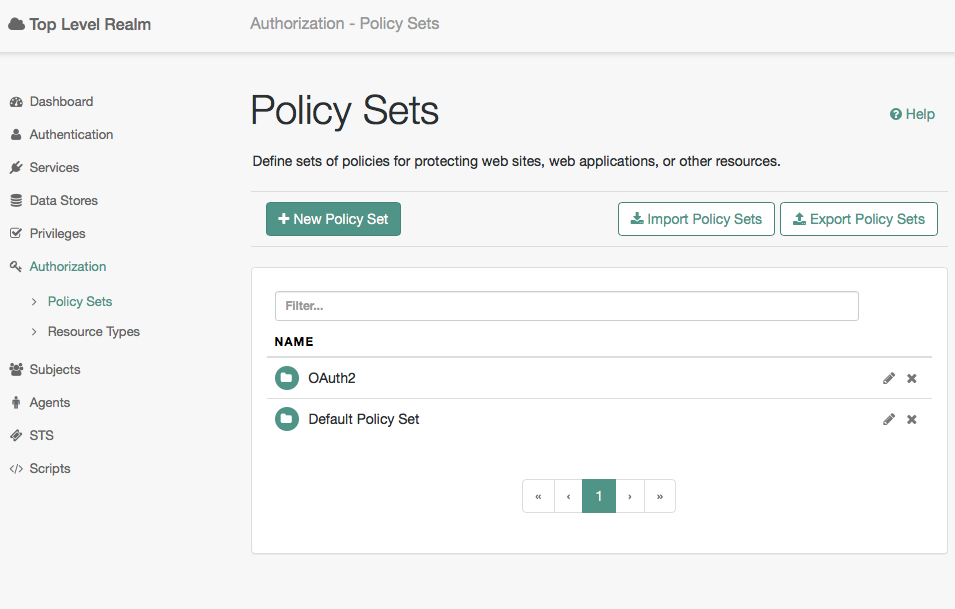 Top Level Realm
Authorization - Policy Sets
Dashboard
Authentication
Services
Data Stores
Privileges
Authorization
Policy Sets
Resource Types
Subjects
Agents
STS
Scripts
Policy Sets
Help
Define sets of policies for protecting web sites, web applications, or other resources.
New Policy Set
Import Policy Sets
Export Policy Sets
Filter...
NAME
OAuth2
Default Policy Set
« ‹ 1 › »